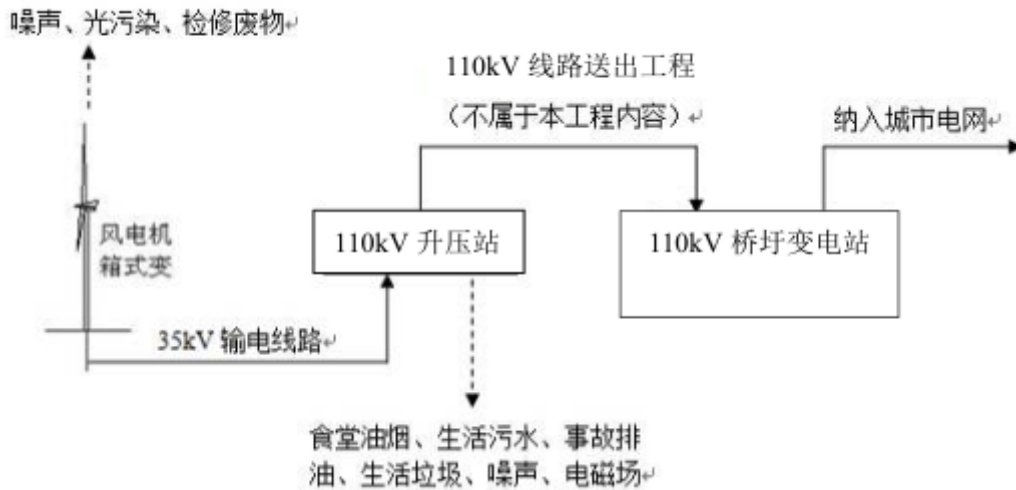 噪声、光污染、检修废物
110kV 线路送出工程
（不属于本工程内容）
纳入城市电网
风电机
箱式变
110kV 升压站
110kV 桥圩变电站
35kV 输电线路
食堂油烟、生活污水、事故排
油、生活垃圾、噪声、电磁场